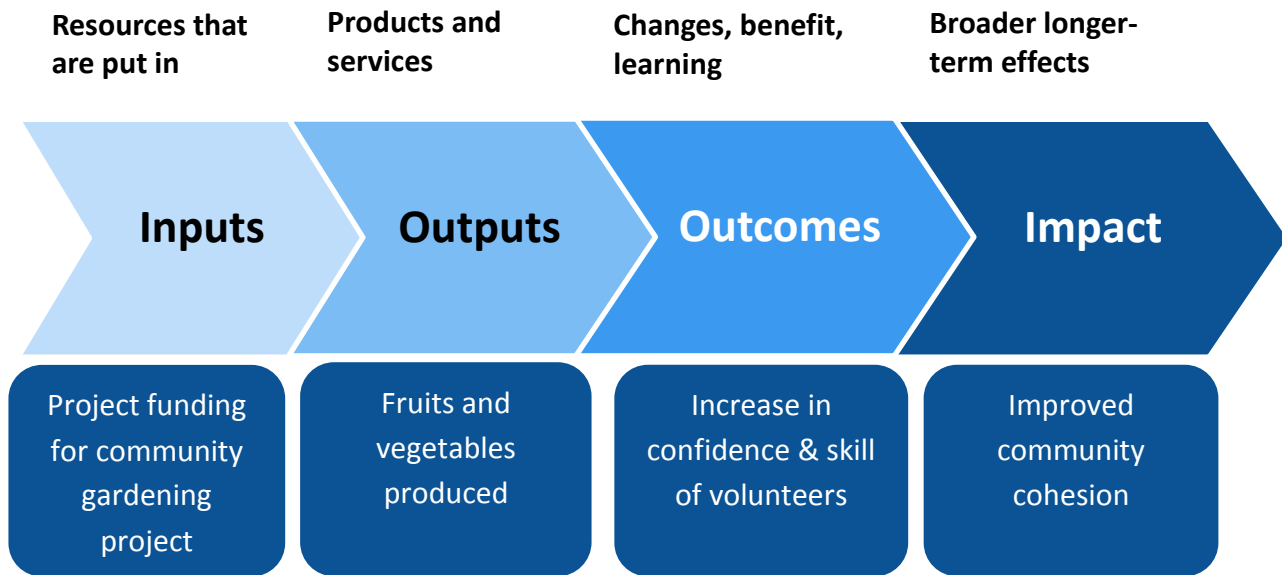 Resources that
are put in
Products and
services
Changes, benefit,
learning
Broader longer-
term effects
Inputs
Outputs
Outcomes
Impact
Project funding
for community
gardening
project
Fruits and
vegetables
produced
Increase in
confidence & skill
of volunteers
Improved
community
cohesion